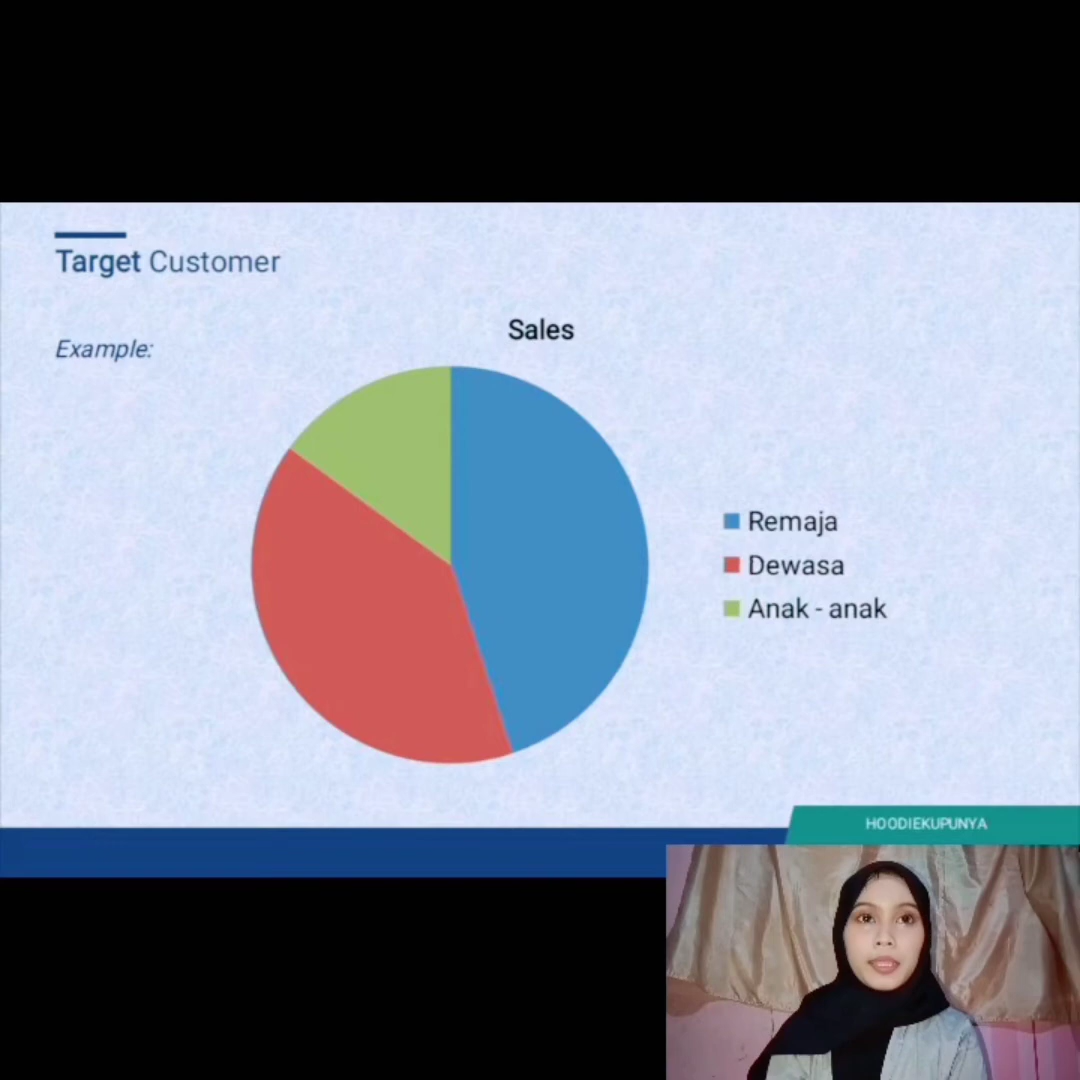 Target Customer
Example:
Sales
Remaja
Dewasa
Anak - anak
HOODIEKUPUNYA